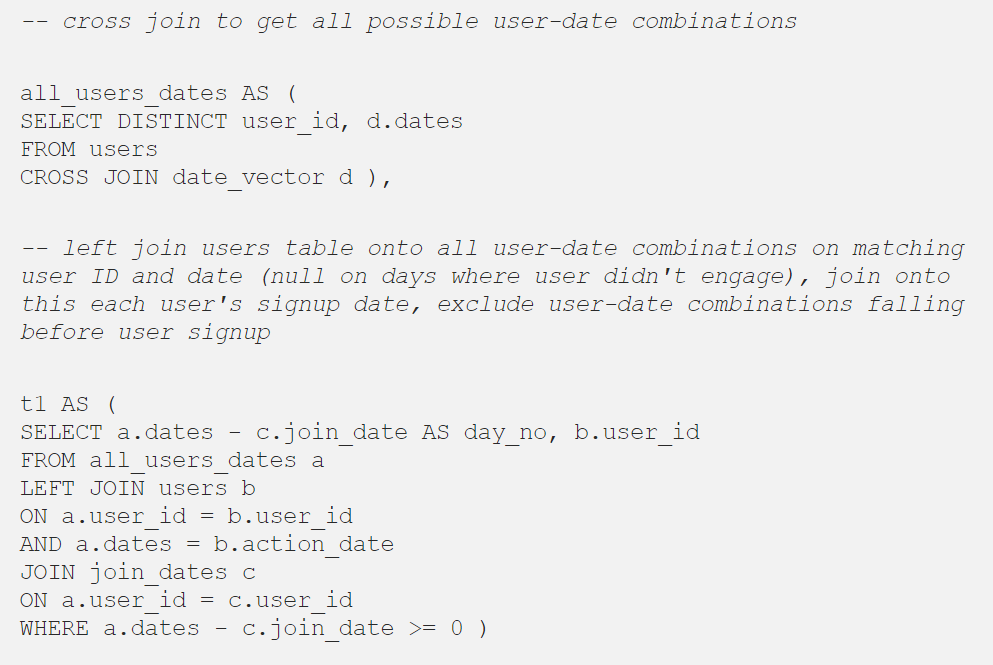 -- cross join to get all possible user-date combinations
all_users_dates AS (
SELECT DISTINCT user_id, d.dates
FROM users
CROSS JOIN date_vector d ),
-- left join users table onto all user-date combinations on matching
user ID and date (null on days where user didn't engage), join onto
this each user's signup date, exclude user-date combinations falling
before user signup
t1 AS (
SELECT a.dates - c.join_date AS day_no, b.user_id
FROM all_users_dates a
LEFT JOIN users b
ON a.user_id = b.user_id
AND a.dates = b.action_date
JOIN join_dates c
ON a.user_id = c.user_id
WHERE a.dates - c.join_date >= 0 )